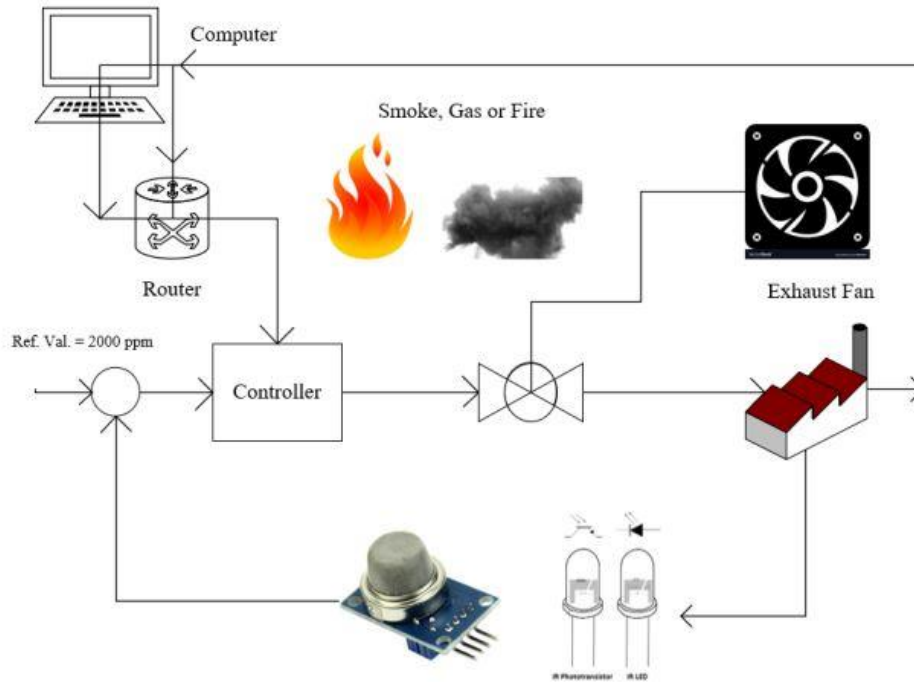 Computer
Smoke, Gas or Fire
Router
Exhaust Fan
Ref. Val. = 2000 ppm
Controller
IR Phototransistor
IR LED